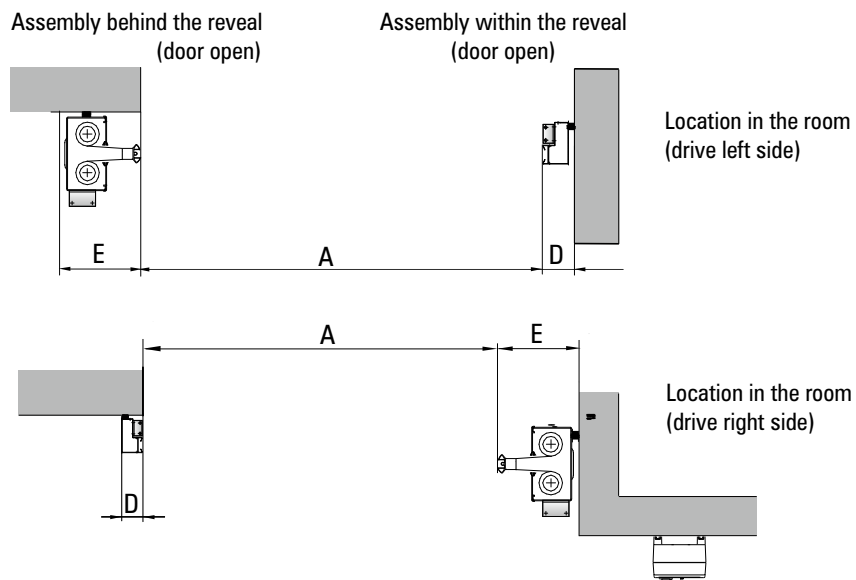 Assembly behind the reveal
(door open)
Assembly within the reveal
(door open)
Location in the room
(drive left side)
E
A
D
A
E
Location in the room
(drive right side)
D